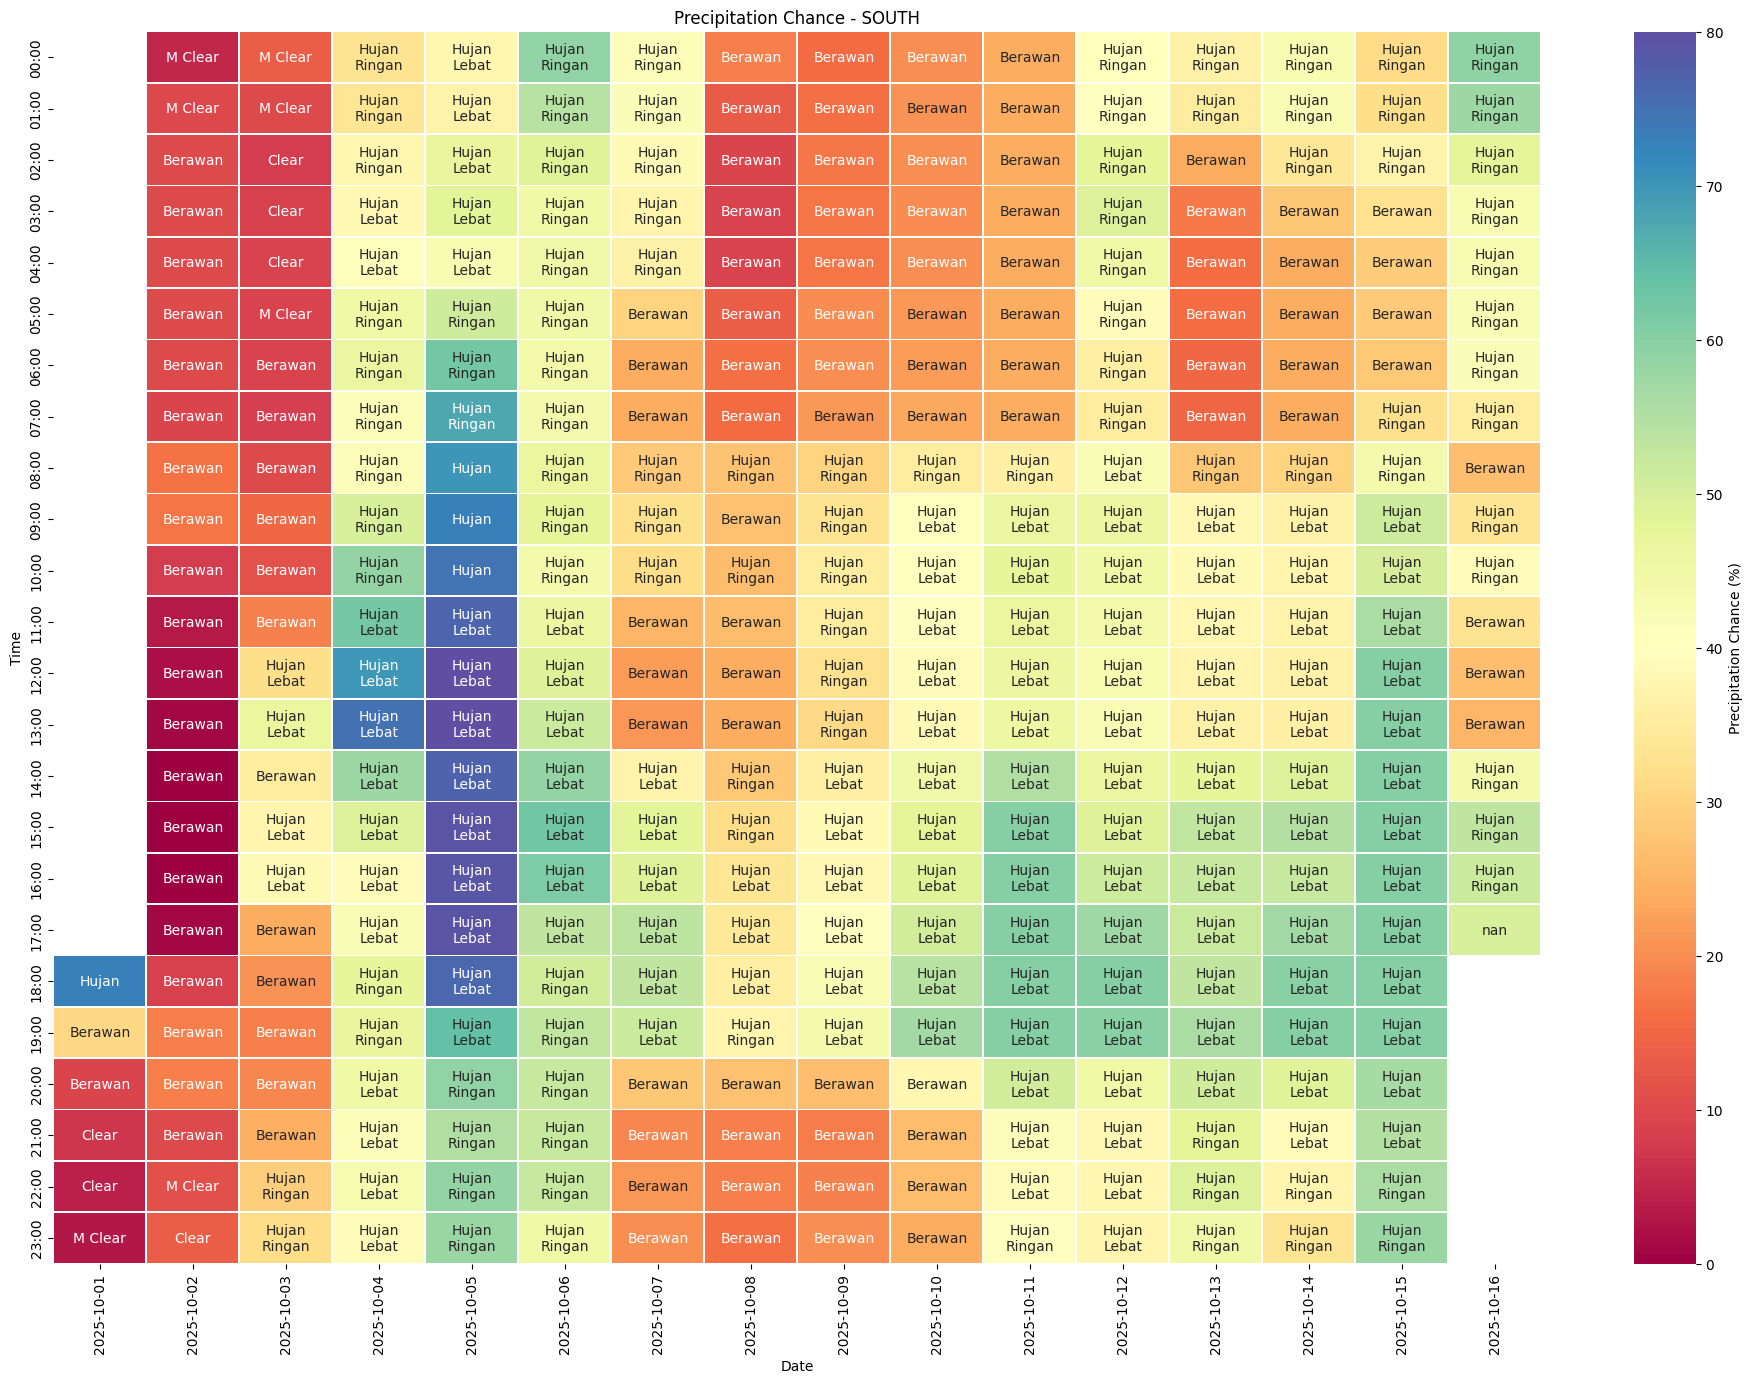 Precipitation Chance - SOUTH
00:00 M Clear M Clear Hujan Ringan Hujan Lebat Hujan Ringan Hujan Ringan Berawan Berawan Berawan Berawan Hujan Ringan Hujan Ringan Hujan Ringan Hujan Ringan Hujan Ringan
01:00 M Clear M Clear Hujan Ringan Hujan Lebat Hujan Ringan Hujan Ringan Berawan Berawan Berawan Berawan Hujan Ringan Hujan Ringan Hujan Ringan Hujan Ringan Hujan Ringan
02:00 Berawan Clear Hujan Ringan Hujan Lebat Hujan Ringan Hujan Ringan Berawan Berawan Berawan Berawan Hujan Ringan Berawan Hujan Ringan Hujan Ringan Hujan Ringan
03:00 Berawan Clear Hujan Lebat Hujan Lebat Hujan Ringan Hujan Ringan Berawan Berawan Berawan Berawan Hujan Ringan Berawan Berawan Berawan Hujan Ringan
04:00 Berawan Clear Hujan Lebat Hujan Lebat Hujan Ringan Hujan Ringan Berawan Berawan Berawan Berawan Hujan Ringan Berawan Berawan Berawan Hujan Ringan
05:00 Berawan M Clear Hujan Ringan Hujan Ringan Hujan Ringan Berawan Berawan Berawan Berawan Berawan Hujan Ringan Berawan Berawan Berawan Hujan Ringan
06:00 Berawan Berawan Hujan Ringan Hujan Ringan Hujan Ringan Berawan Berawan Berawan Berawan Berawan Hujan Ringan Berawan Berawan Berawan Hujan Ringan
07:00 Berawan Berawan Hujan Ringan Hujan Ringan Hujan Ringan Berawan Berawan Berawan Berawan Berawan Hujan Ringan Berawan Berawan Hujan Ringan Hujan Ringan
08:00 Berawan Berawan Hujan Ringan Hujan Hujan Ringan Hujan Ringan Hujan Ringan Hujan Ringan Hujan Ringan Hujan Ringan Hujan Lebat Hujan Ringan Hujan Ringan Hujan Ringan Berawan
09:00 Berawan Berawan Hujan Ringan Hujan Hujan Ringan Hujan Ringan Berawan Hujan Ringan Hujan Lebat Hujan Lebat Hujan Lebat Hujan Lebat Hujan Lebat Hujan Lebat Hujan Ringan
10:00 Berawan Berawan Hujan Ringan Hujan Hujan Ringan Hujan Ringan Hujan Ringan Hujan Ringan Hujan Lebat Hujan Lebat Hujan Lebat Hujan Lebat Hujan Lebat Hujan Lebat Hujan Ringan
11:00 Berawan Berawan Hujan Lebat Hujan Lebat Hujan Lebat Berawan Berawan Hujan Ringan Hujan Lebat Hujan Lebat Hujan Lebat Hujan Lebat Hujan Lebat Hujan Lebat Berawan
12:00 Berawan Hujan Lebat Hujan Lebat Hujan Lebat Hujan Lebat Berawan Berawan Hujan Ringan Hujan Lebat Hujan Lebat Hujan Lebat Hujan Lebat Hujan Lebat Hujan Lebat Berawan
13:00 Berawan Hujan Lebat Hujan Lebat Hujan Lebat Hujan Lebat Berawan Berawan Hujan Ringan Hujan Lebat Hujan Lebat Hujan Lebat Hujan Lebat Hujan Lebat Hujan Lebat Berawan
14:00 Berawan Berawan Hujan Lebat Hujan Lebat Hujan Lebat Hujan Lebat Hujan Ringan Hujan Lebat Hujan Lebat Hujan Lebat Hujan Lebat Hujan Lebat Hujan Lebat Hujan Lebat Hujan Ringan
15:00 Berawan Hujan Lebat Hujan Lebat Hujan Lebat Hujan Lebat Hujan Lebat Hujan Ringan Hujan Lebat Hujan Lebat Hujan Lebat Hujan Lebat Hujan Lebat Hujan Lebat Hujan Lebat Hujan Ringan
16:00 Berawan Hujan Lebat Hujan Lebat Hujan Lebat Hujan Lebat Hujan Lebat Hujan Lebat Hujan Lebat Hujan Lebat Hujan Lebat Hujan Lebat Hujan Lebat Hujan Lebat Hujan Lebat Hujan Ringan
17:00 Berawan Berawan Hujan Lebat Hujan Lebat Hujan Lebat Hujan Lebat Hujan Lebat Hujan Lebat Hujan Lebat Hujan Lebat Hujan Lebat Hujan Lebat Hujan Lebat Hujan Lebat nan
18:00 Hujan Berawan Berawan Hujan Ringan Hujan Lebat Hujan Ringan Hujan Lebat Hujan Lebat Hujan Lebat Hujan Lebat Hujan Lebat Hujan Lebat Hujan Lebat Hujan Lebat Hujan Lebat
19:00 Berawan Berawan Berawan Hujan Ringan Hujan Lebat Hujan Ringan Hujan Lebat Hujan Ringan Hujan Lebat Hujan Lebat Hujan Lebat Hujan Lebat Hujan Lebat Hujan Lebat Hujan Lebat
20:00 Berawan Berawan Berawan Hujan Lebat Hujan Ringan Hujan Ringan Berawan Berawan Berawan Berawan Hujan Lebat Hujan Lebat Hujan Lebat Hujan Lebat Hujan Lebat
21:00 Clear Berawan Berawan Hujan Lebat Hujan Ringan Hujan Ringan Berawan Berawan Berawan Berawan Hujan Lebat Hujan Lebat Hujan Ringan Hujan Lebat Hujan Lebat
22:00 Clear M Clear Hujan Ringan Hujan Lebat Hujan Ringan Hujan Ringan Berawan Berawan Berawan Berawan Hujan Lebat Hujan Lebat Hujan Ringan Hujan Ringan Hujan Ringan
23:00 M Clear Clear Hujan Ringan Hujan Lebat Hujan Ringan Hujan Ringan Berawan Berawan Berawan Berawan Hujan Ringan Hujan Lebat Hujan Ringan Hujan Ringan Hujan Ringan
2025-10-01 2025-10-02 2025-10-03 2025-10-04 2025-10-05 2025-10-06 2025-10-07 2025-10-08 2025-10-09 2025-10-10 2025-10-11 2025-10-12 2025-10-13 2025-10-14 2025-10-15 2025-10-16
Date
Time
80
70
60
50
40
30
20
10
0
Precipitation Chance (%)